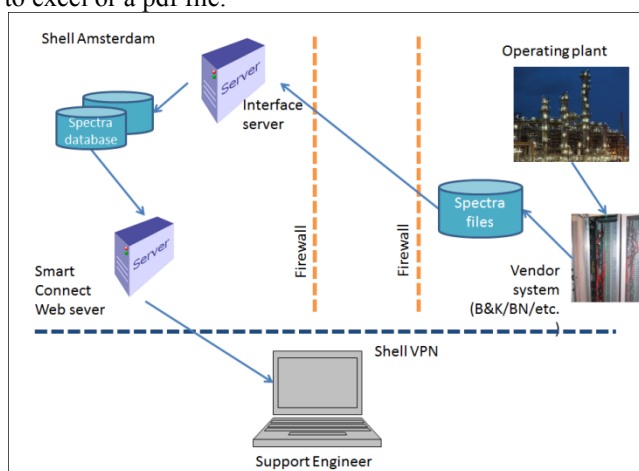 to excel or a pdf file.
Shell Amsterdam
Operating plant
Server
Interface
server
Spectra
database
Spectra
files
Firewall
Firewall
Server
Smart
Connect
Web sever
Vendor
system
(B&K/BN/etc.
)
Shell VPN
Support Engineer